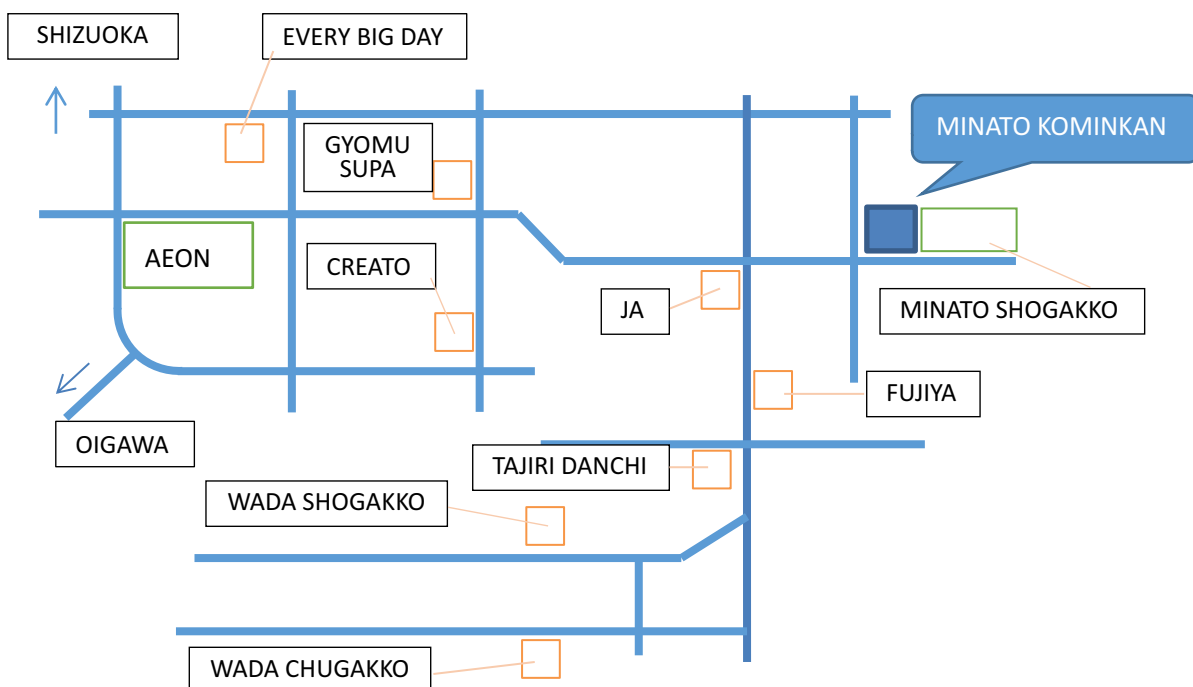 SHIZUOKA
EVERY BIG DAY
MINATO KOMINKAN
GYOMU
SUPA
AEON
CREATO
JA
MINATO SHOGAKKO
FUJIYA
OIGAWA
TAJIRI DANCHI
WADA SHOGAKKO
WADA CHUGAKKO